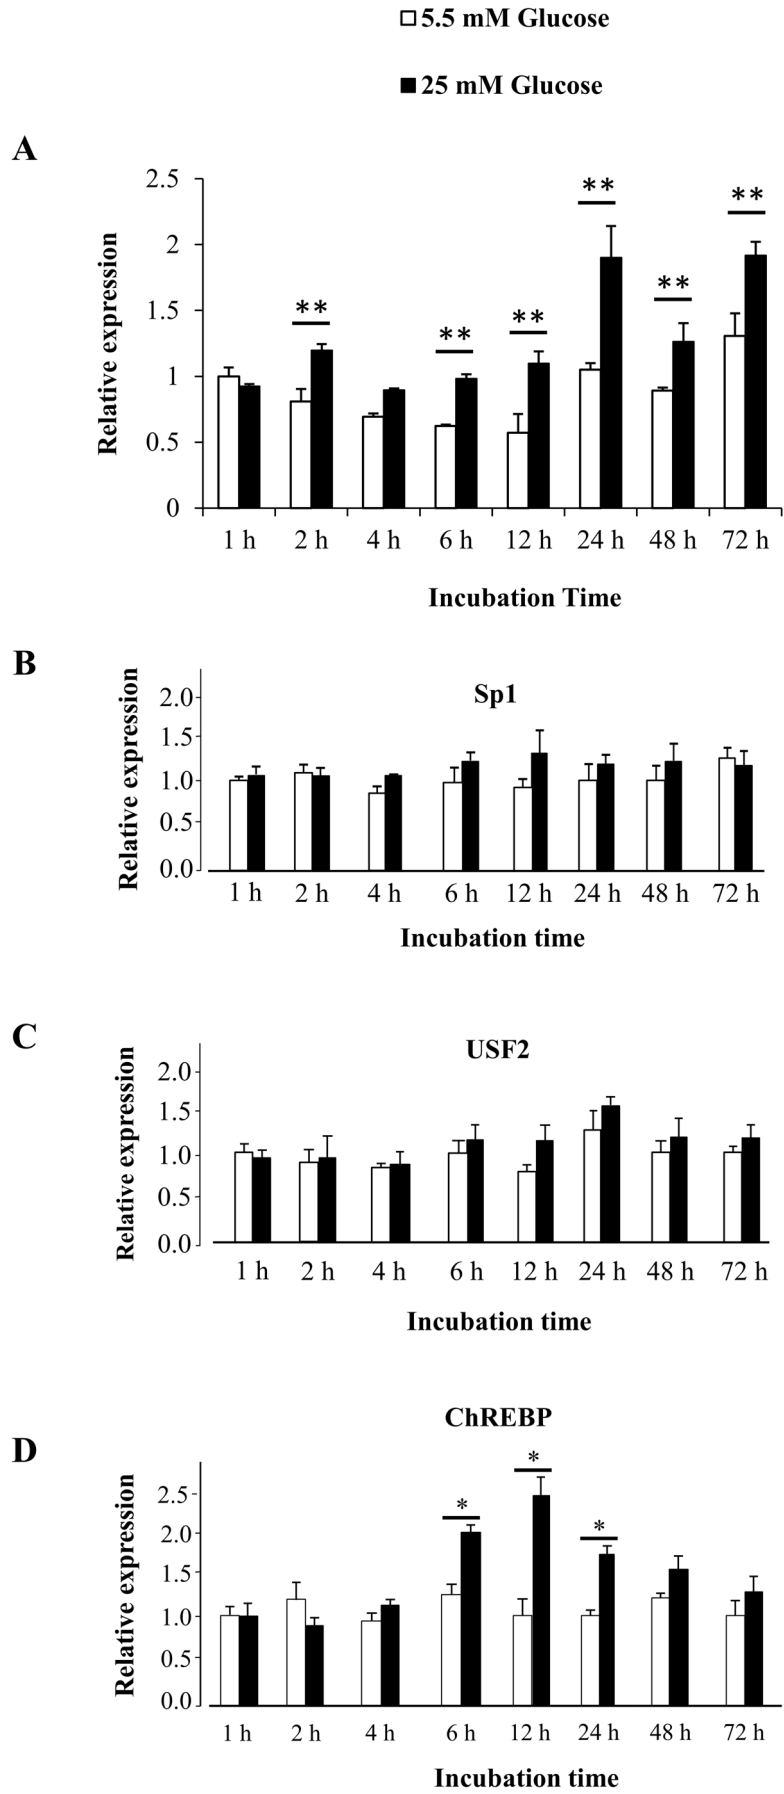 5.5 mM Glucose
25 mM Glucose
A
Relative expression
2.5
2
1.5
1
0.5
0
**
**
**
**
**
**
1 h 2 h 4 h 6 h 12 h 24 h 48 h 72 h
Incubation Time
B
Sp1
Relative expression
2.0
1.5
1.0
0.5
0.0
1 h 2 h 4 h 6 h 12 h 24 h 48 h 72 h
Incubation time
C
USF2
Relative expression
2.0
1.5
1.0
0.5
0.0
1 h 2 h 4 h 6 h 12 h 24 h 48 h 72 h
Incubation time
ChREBP
D
Relative expression
2.5
2.0
1.5
1.0
0.5
0.0
*
*
*
1 h 2 h 4 h 6 h 12 h 24 h 48 h 72 h
Incubation time